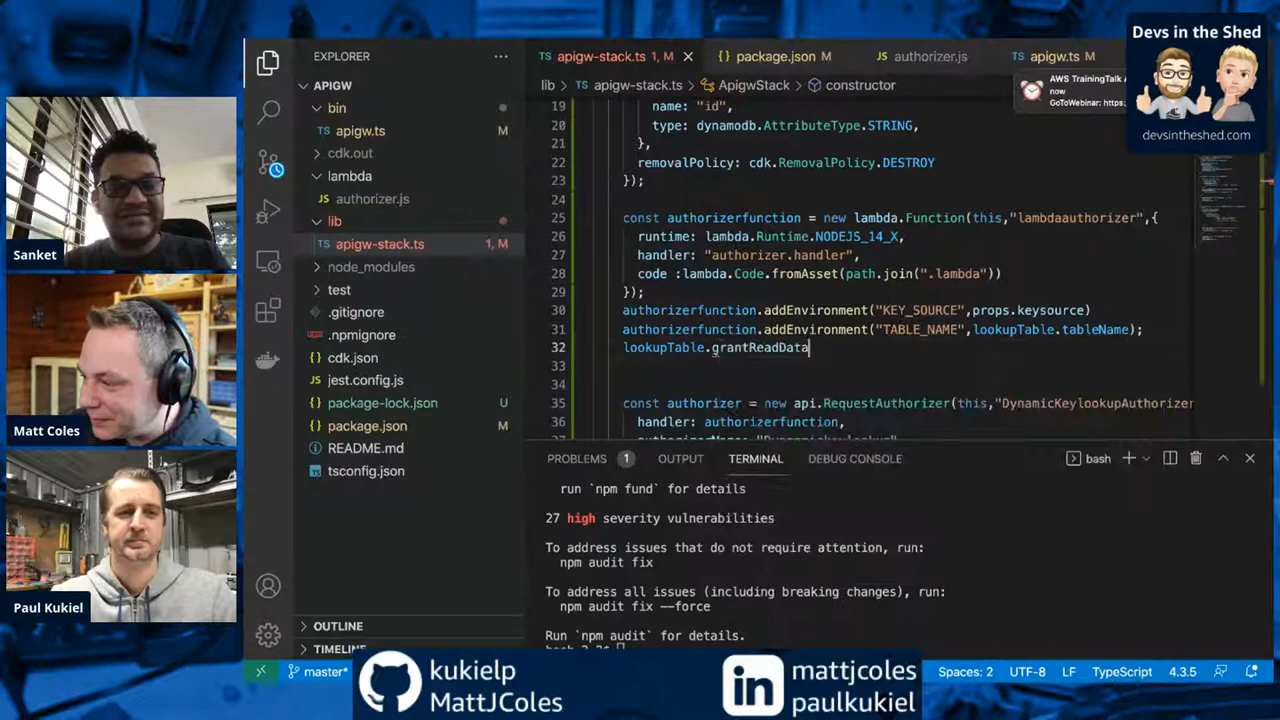 Sanket
Matt Coles
Paul Kukiel
EXPLORER
APIGW
bin
apigw.ts M
cdk.out
lambda
authorizer.js
lib
apigw-stack.ts 1, M
node_modules
test
.gitignore
.npmignore
cdk.json
jest.config.js
package-lock.json U
package.json M
README.md
tsconfig.json
OUTLINE
TIMELINE
apigw-stack.ts 1, M
package.json M
authorizer.js
apigw.ts M
lib > apigw-stack.ts > ApigwStack > constructor
19 name: "id",
20 type: dynamodb.AttributeType.STRING,
21 },
22 removalPolicy: cdk.RemovalPolicy.DESTROY
23 });
24
25 const authorizerfunction = new lambda.Function(this,"lambdaauthorizer",{
26 runtime: lambda.Runtime.NODEJS_14_X,
27 handler: "authorizer.handler",
28 code :lambda.Code.fromAsset(path.join(".lambda"))
29 });
30 authorizerfunction.addEnvironment("KEY_SOURCE",props.keysource)
31 authorizerfunction.addEnvironment("TABLE_NAME",lookupTable.tableName);
32 lookupTable.grantReadData
33
34
35 const authorizer = new api.RequestAuthorizer(this,"DynamicKeylookupAuthorizer
36 handler: authorizerfunction,
PROBLEMS 1 OUTPUT TERMINAL DEBUG CONSOLE
bash
run `npm fund` for details
27 high severity vulnerabilities
To address issues that do not require attention, run:
npm audit fix
To address all issues (including breaking changes), run:
npm audit fix --force
Run `npm audit` for details.
AWS TrainingTalk
now
GoToWebinar: https:
Devs in the Shed
devsintheshed.com
master*
kukielp
MattJColes
in
mattjcoles
paulkukiel
Spaces: 2 UTF-8 LF TypeScript 4.3.5